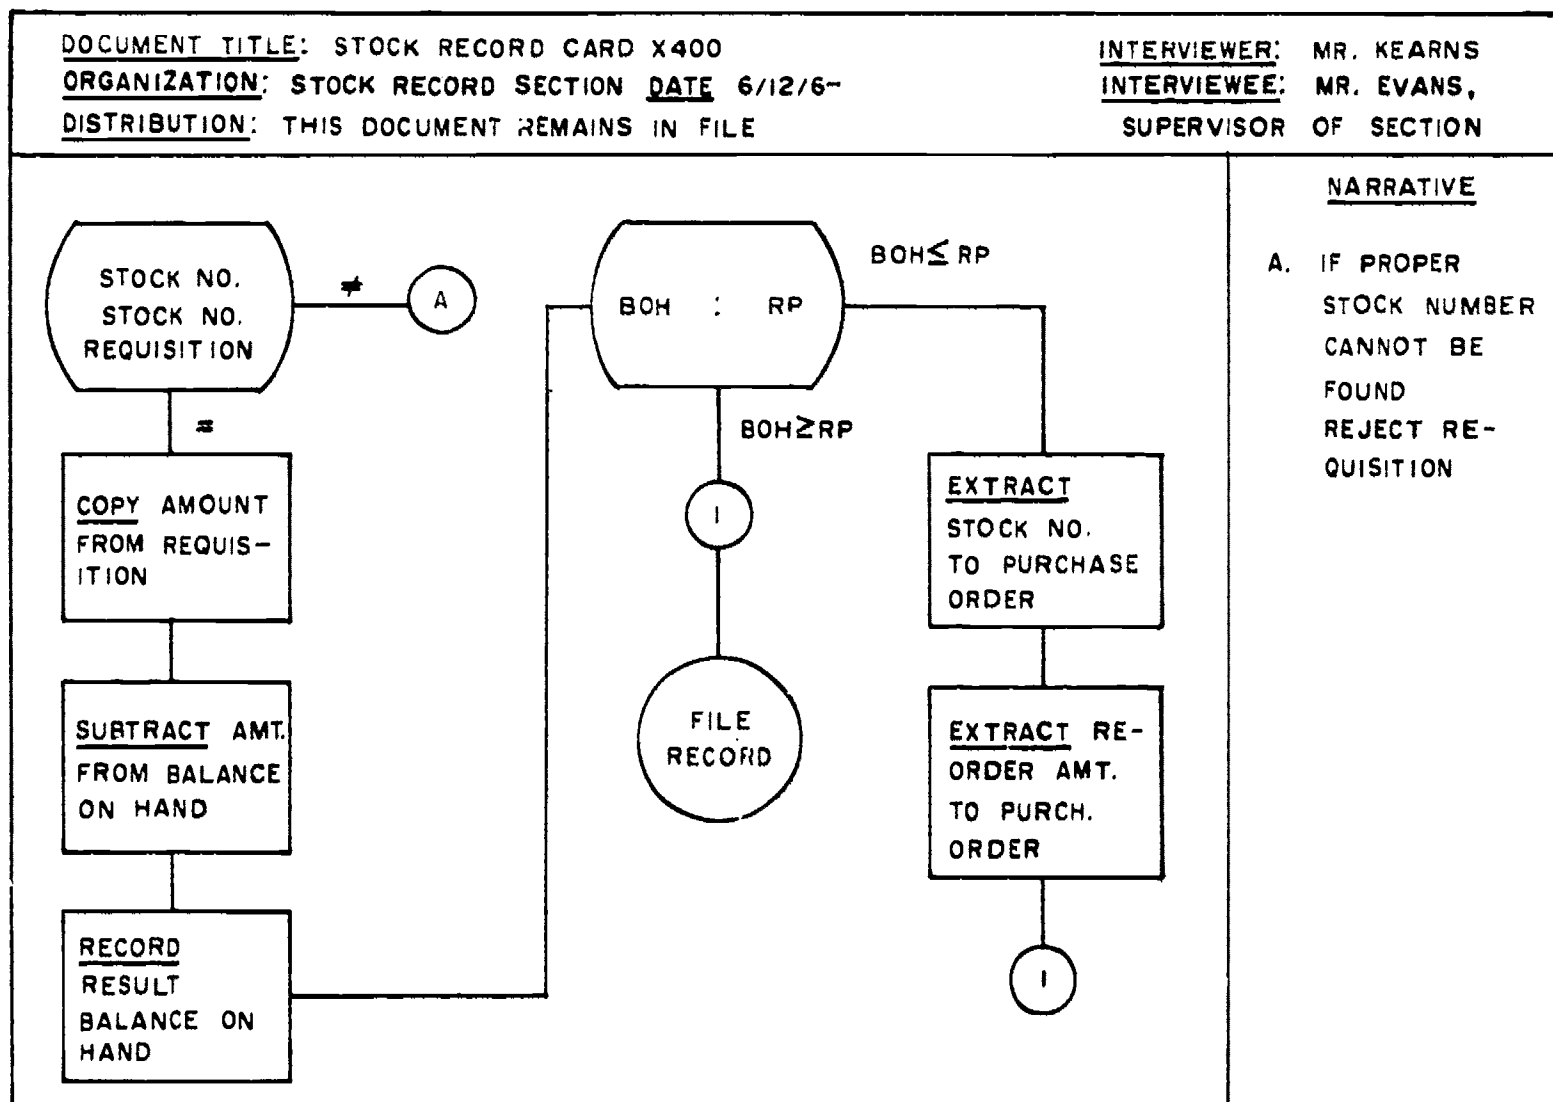 DOCUMENT TITLE: STOCK RECORD CARD X400
ORGANIZATION: STOCK RECORD SECTION DATE 6/12/6-
DISTRIBUTION: THIS DOCUMENT REMAINS IN FILE
INTERVIEWER: MR. KEARNS
INTERVIEWEE: MR. EVANS,
SUPERVISOR OF SECTION
STOCK NO.
STOCK NO.
REQUISITION
≠
A
=
COPY AMOUNT
FROM REQUIS-
ITION
SUBTRACT AMT.
FROM BALANCE
ON HAND
RECORD
RESULT
BALANCE ON
HAND
BOH : RP
BOH≤RP
BOH≥RP
1
FILE
RECORD
EXTRACT
STOCK NO.
TO PURCHASE
ORDER
EXTRACT RE-
ORDER AMT.
TO PURCH.
ORDER
1
NARRATIVE
A. IF PROPER
STOCK NUMBER
CANNOT BE
FOUND
REJECT RE-
QUISITION